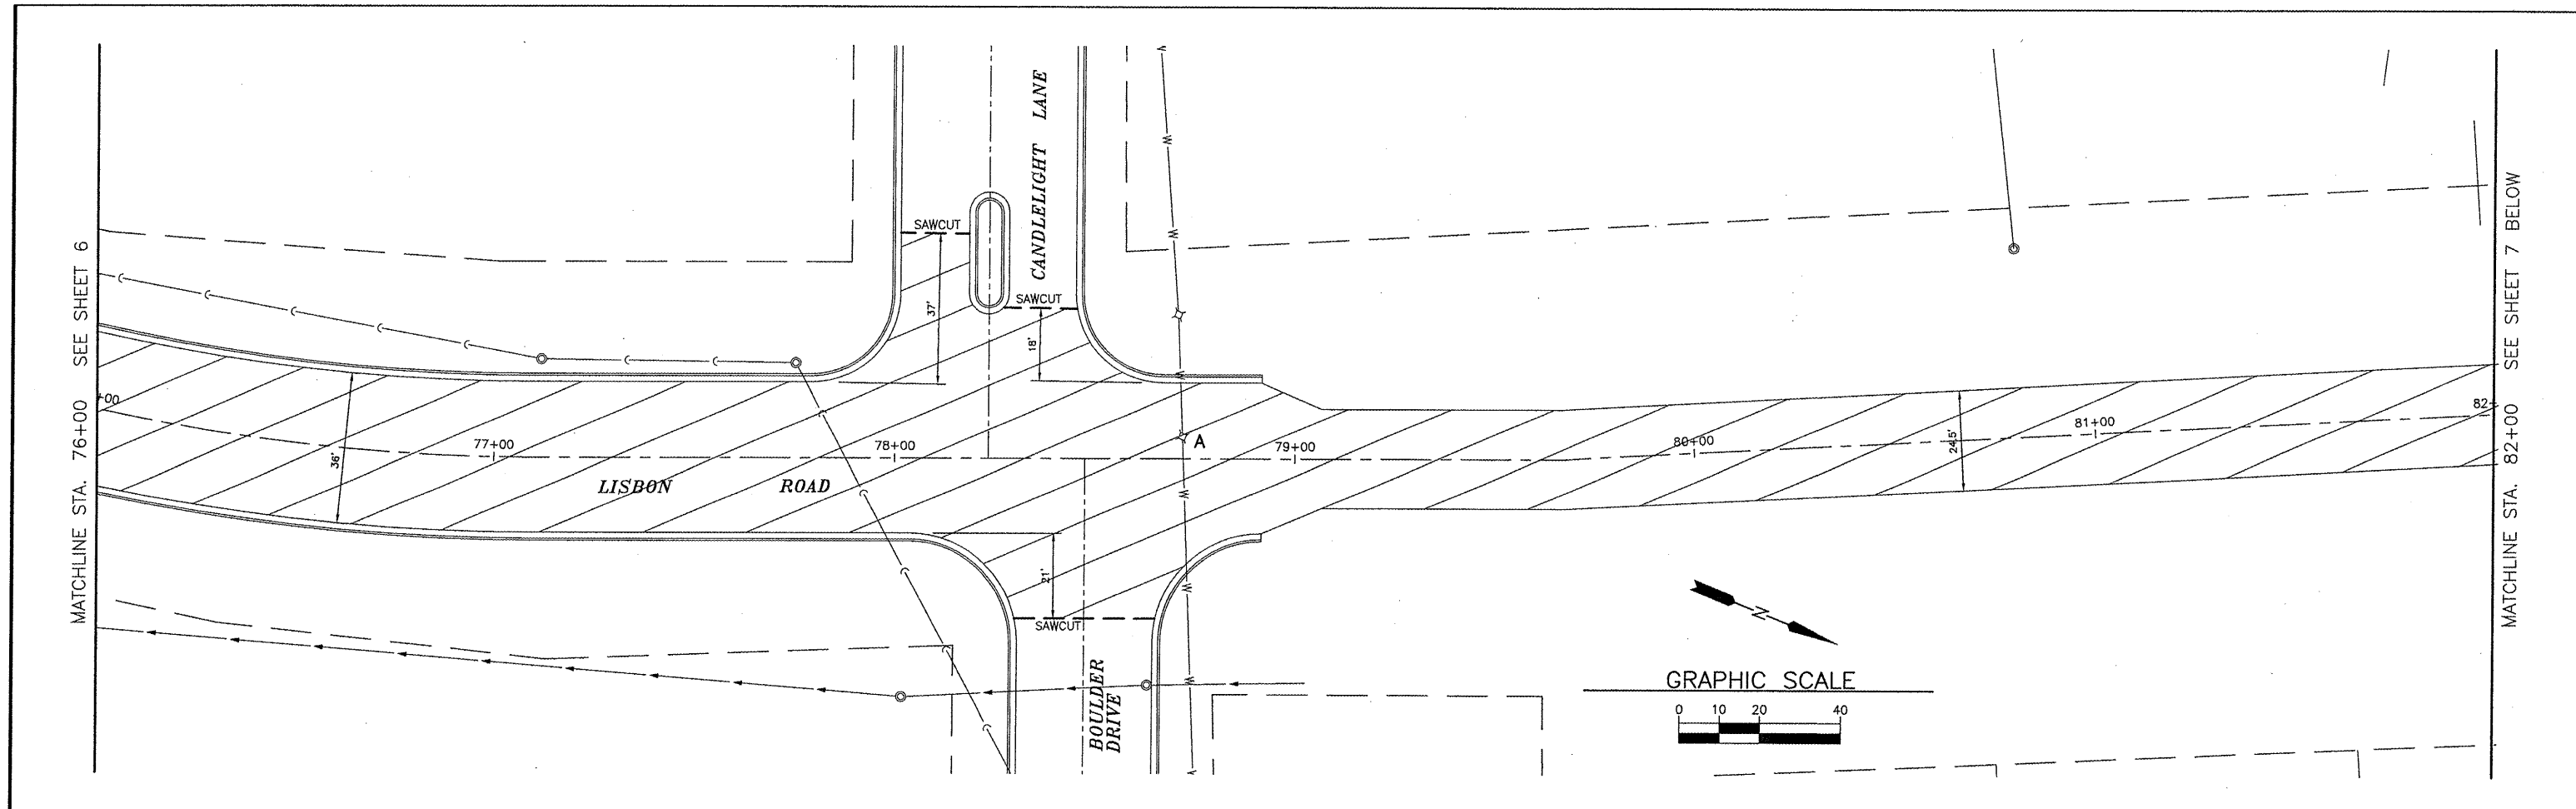 MATCHLINE STA. 76+00 SEE SHEET 6
CANDLELIGHT LANE
SAWCUT
SAWCUT
37'
18'
+00
77+00
78+00
A
79+00
80+00
81+00
82+
36'
24.5'
LISBON ROAD
21'
SAWCUT
BOULDER
DRIVE
W
W
W
W
W
W
W
W
N
GRAPHIC SCALE
0 10 20 40
MATCHLINE STA. 82+00 SEE SHEET 7 BELOW